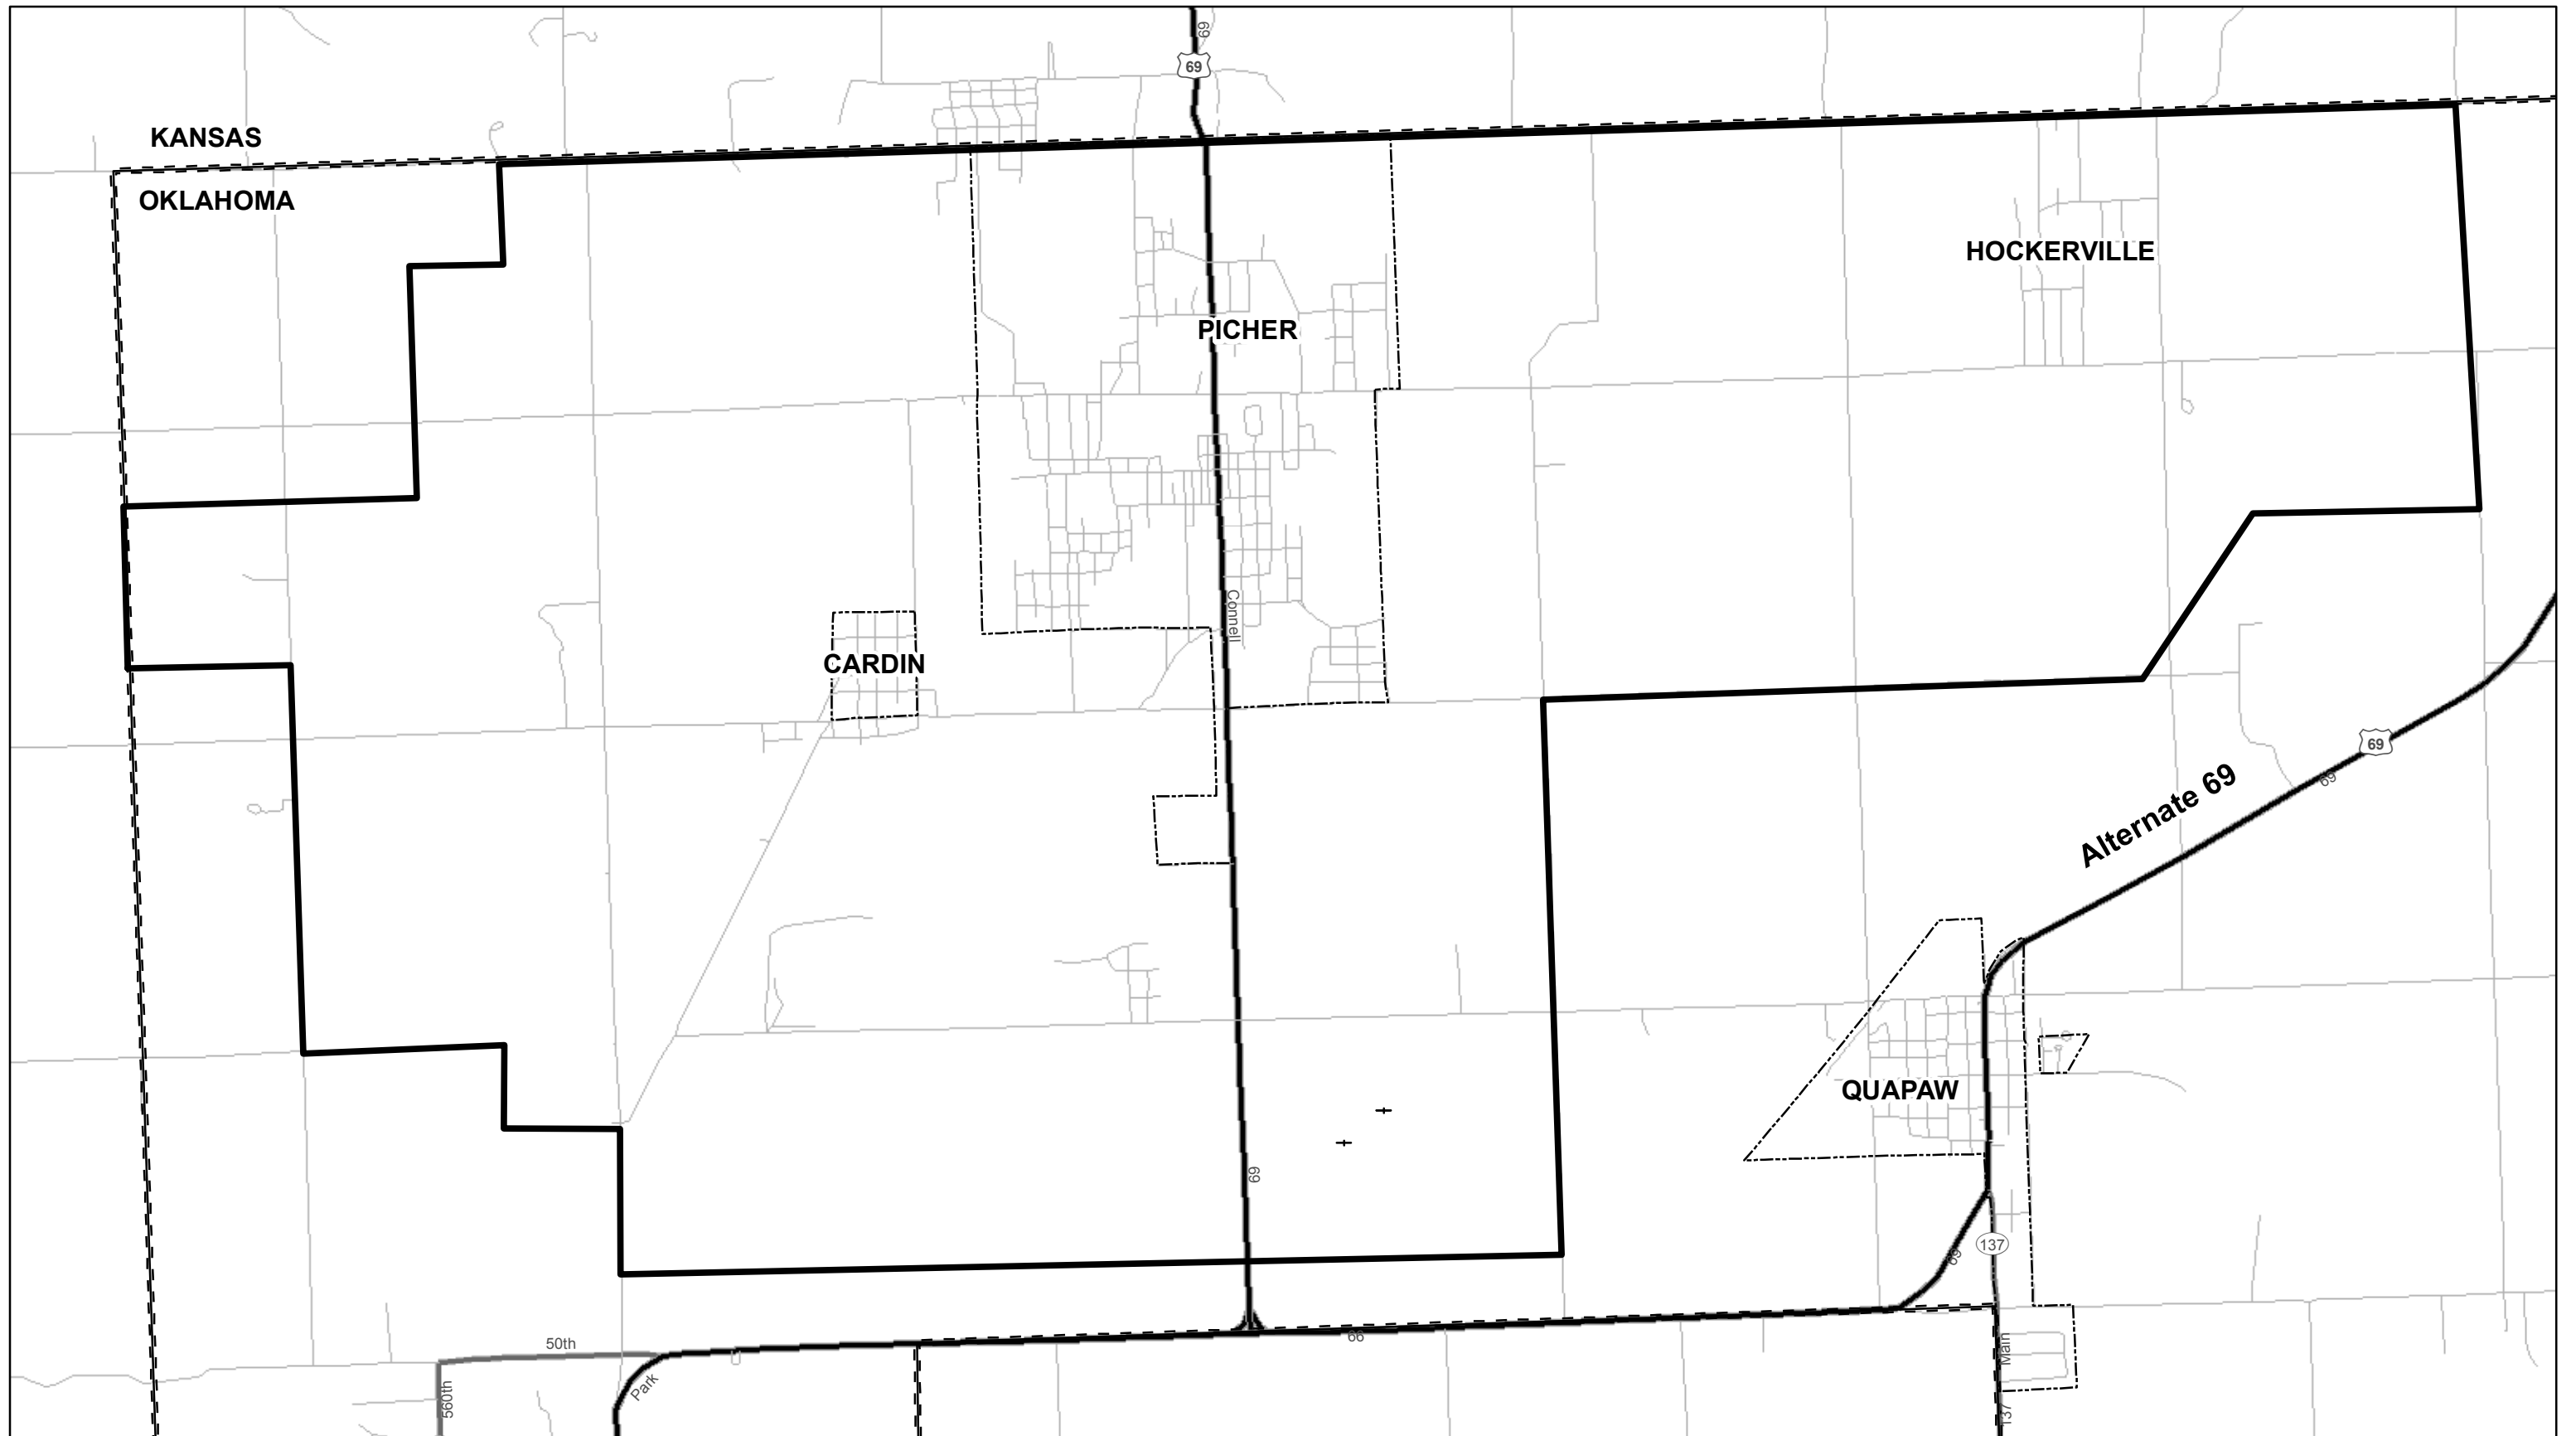 69
69
KANSAS
OKLAHOMA
HOCKERVILLE
PICHER
Connell
CARDIN
69
69
Alternate 69
QUAPAW
69
137
69
66
50th
Main
Park
560th
137